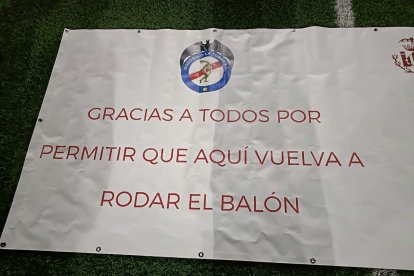 GRACIAS A TODOS POR
PERMITIR QUE AQUÍ VUELVA A
RODAR EL BALÓN